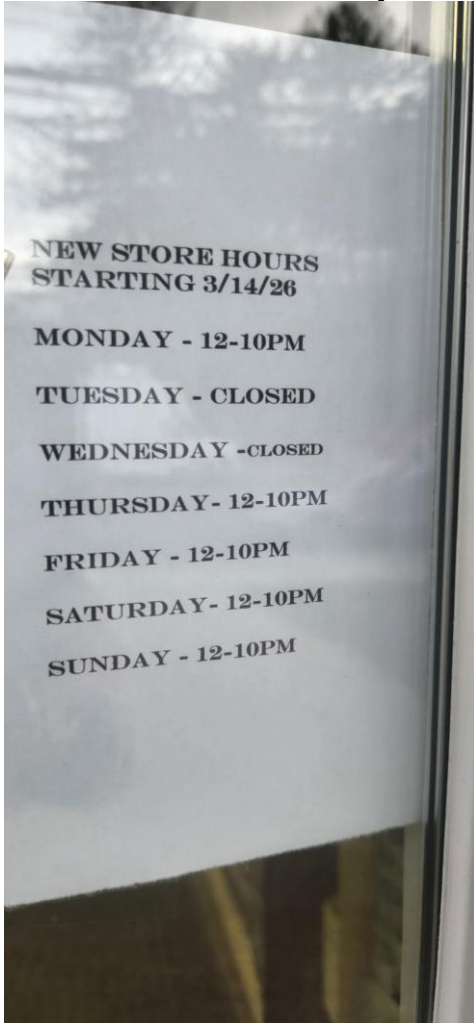 NEW STORE HOURS
STARTING 3/14/26
MONDAY - 12-10PM
TUESDAY - CLOSED
WEDNESDAY -CLOSED
THURSDAY- 12-10PM
FRIDAY - 12-10PM
SATURDAY- 12-10PM
SUNDAY - 12-10PM